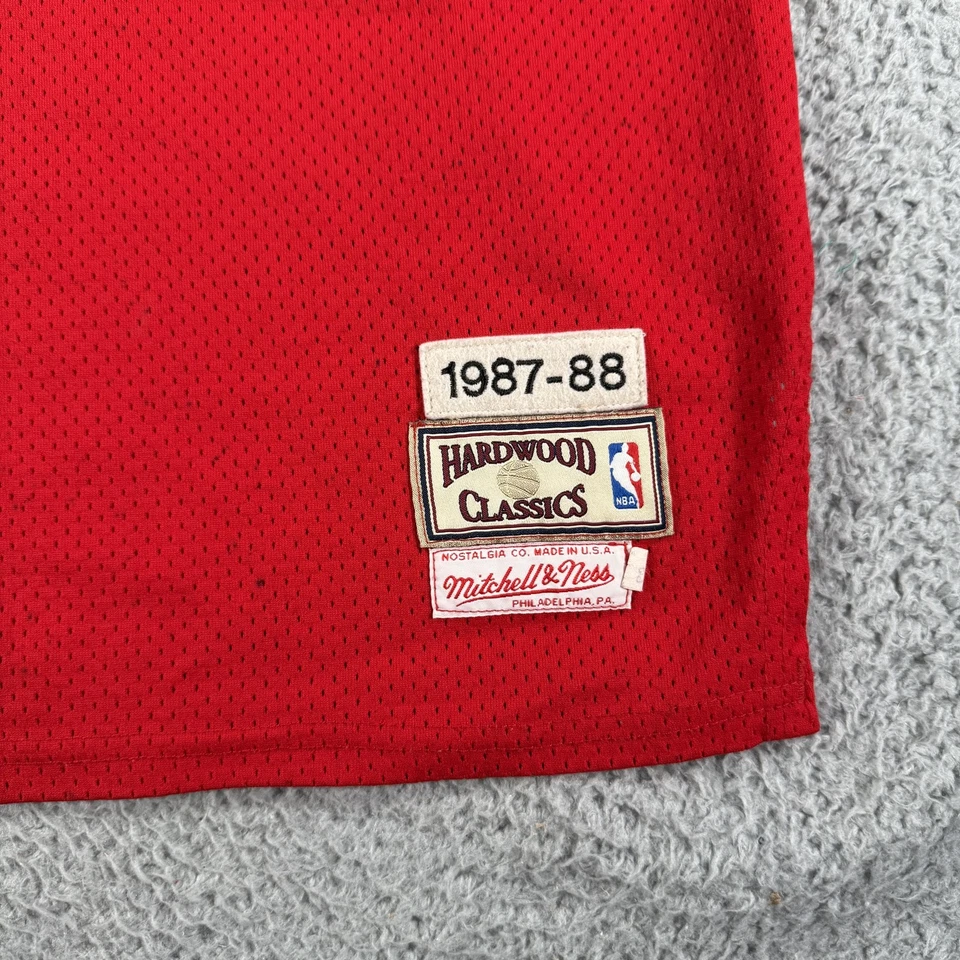 1987-88
HARDWOOD
CLASSICS
NBA
NOSTALGIA CO. MADE IN U.S.A.
Mitchell & Ness
PHILADELPHIA, PA.